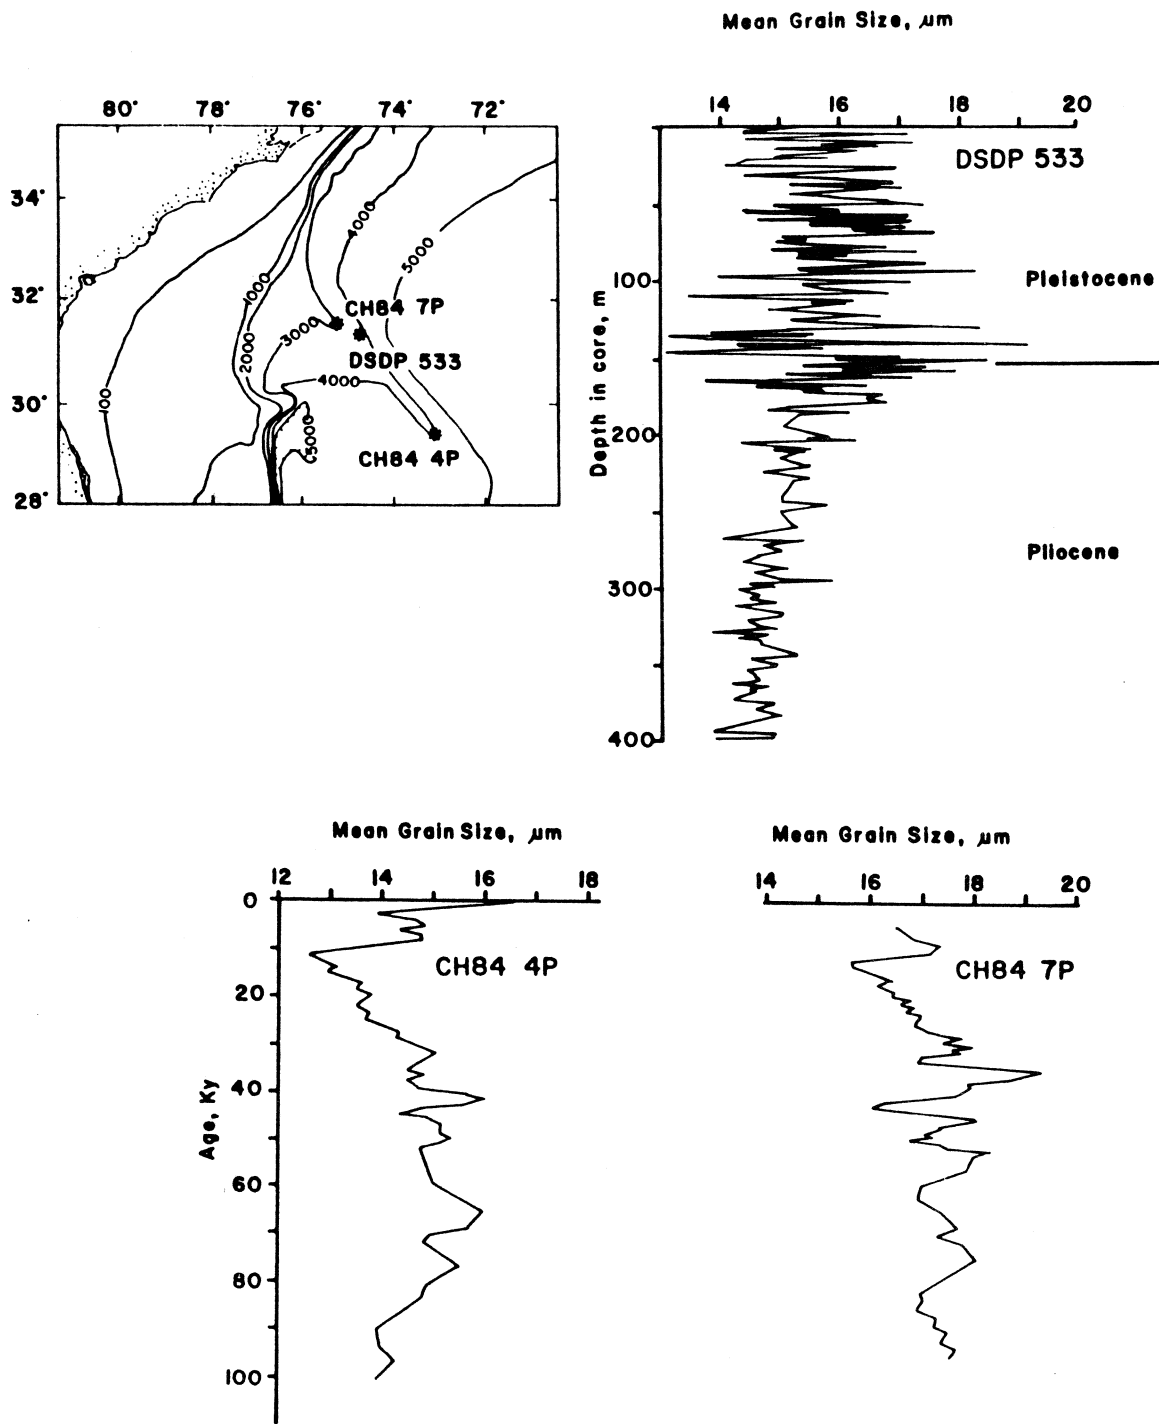 Mean Grain Size, µm
80° 78° 76° 74° 72°
14 16 18 20
DSDP 533
34°
4000
5000
1000
32°
100
Pleistocene
CH84 7P
3000
2000
DSDP 533
4000
30°
100
5000
CH84 4P
28°
Depth in core, m
200
Pliocene
300
400
Mean Grain Size, µm
12 14 16 18
0
CH84 4P
20
Age, Ky
40
60
80
100
Mean Grain Size, µm
14 16 18 20
CH84 7P